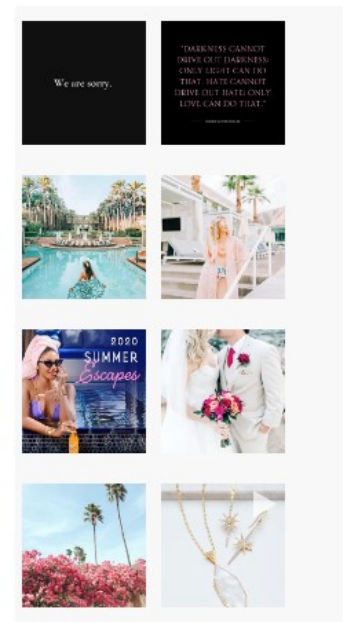 We are sorry.
"DARKNESS CANNOT
DRIVE OUT DARKNESS:
ONLY LIGHT CAN DO
THAT. HATE CANNOT
DRIVE OUT HATE; ONLY
LOVE CAN DO THAT."
2020
SUMMER
Escapes